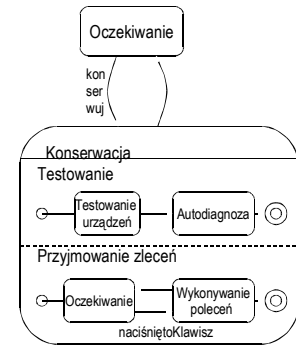 Oczekiwanie
kon
ser
wuj
Konserwacja
Testowanie
Testowanie
urządzeń
Autodiagnoza
Przyjmowanie zleceń
Oczekiwanie
Wykonywanie
poleceń
naciśniętoKlawisz